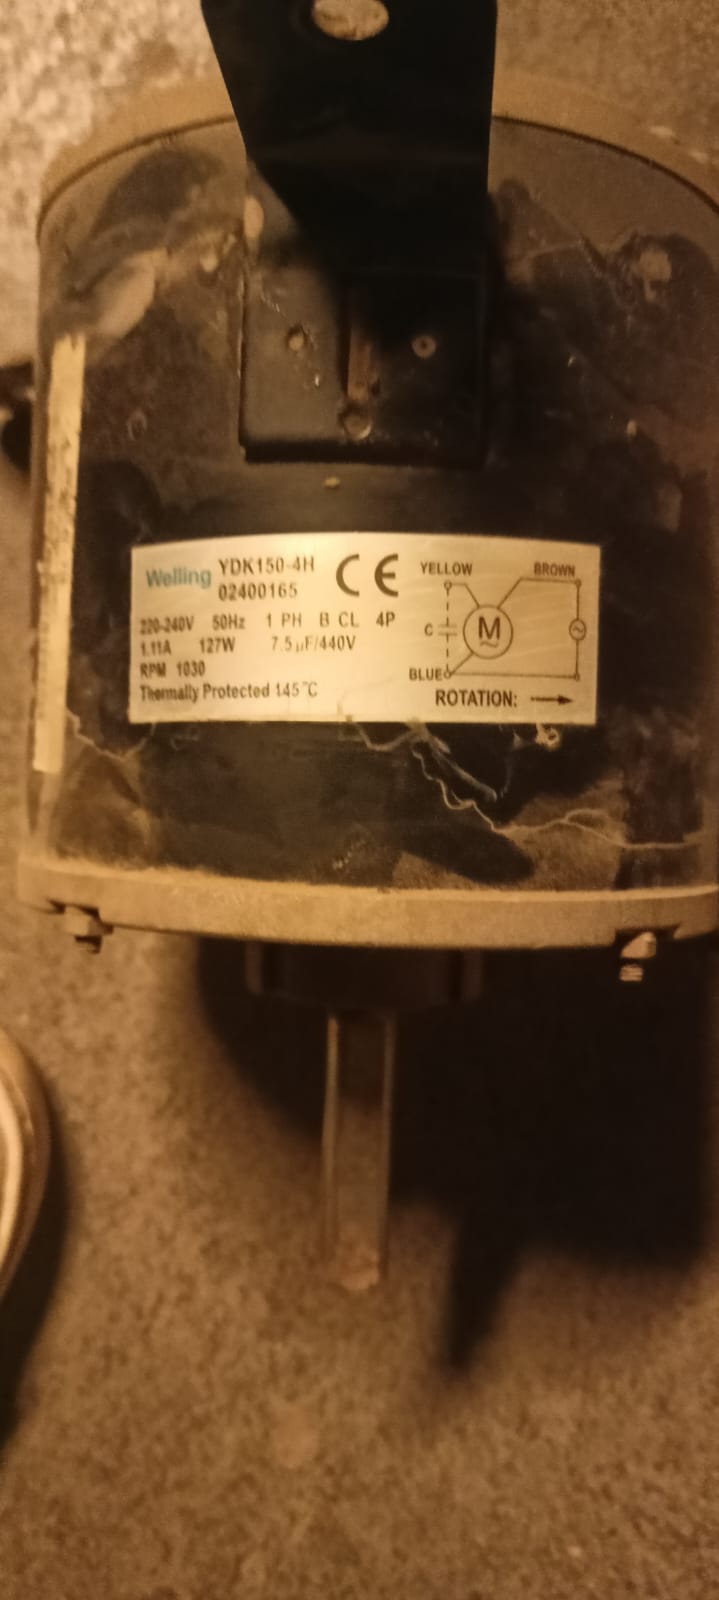 Welling YDK150-4H CE
02400165
220-240V 50Hz 1 PH B CL 4P
1.11A 127W 7.5μF/440V
RPM 1030
Thermally Protected 145℃
YELLOW BROWN
C M
BLUE
ROTATION: →